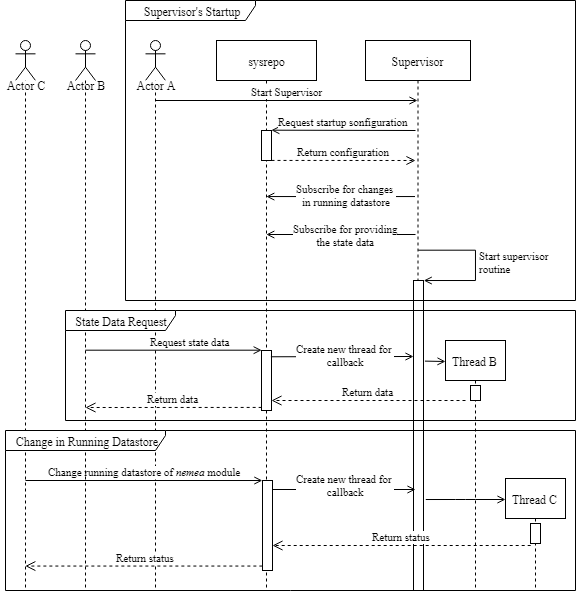 Supervisor's Startup
Actor C
Actor B
Actor A
sysrepo
Supervisor
Start Supervisor
Request startup sonfiguration
Return configuration
Subscribe for changes
in running datastore
Subscribe for providing
the state data
Start supervisor
routine
State Data Request
Request state data
Create new thread for
callback
Thread B
Return data
Return data
Change in Running Datastore
Change running datastore of nemea module
Create new thread for
callback
Thread C
Return status
Return status